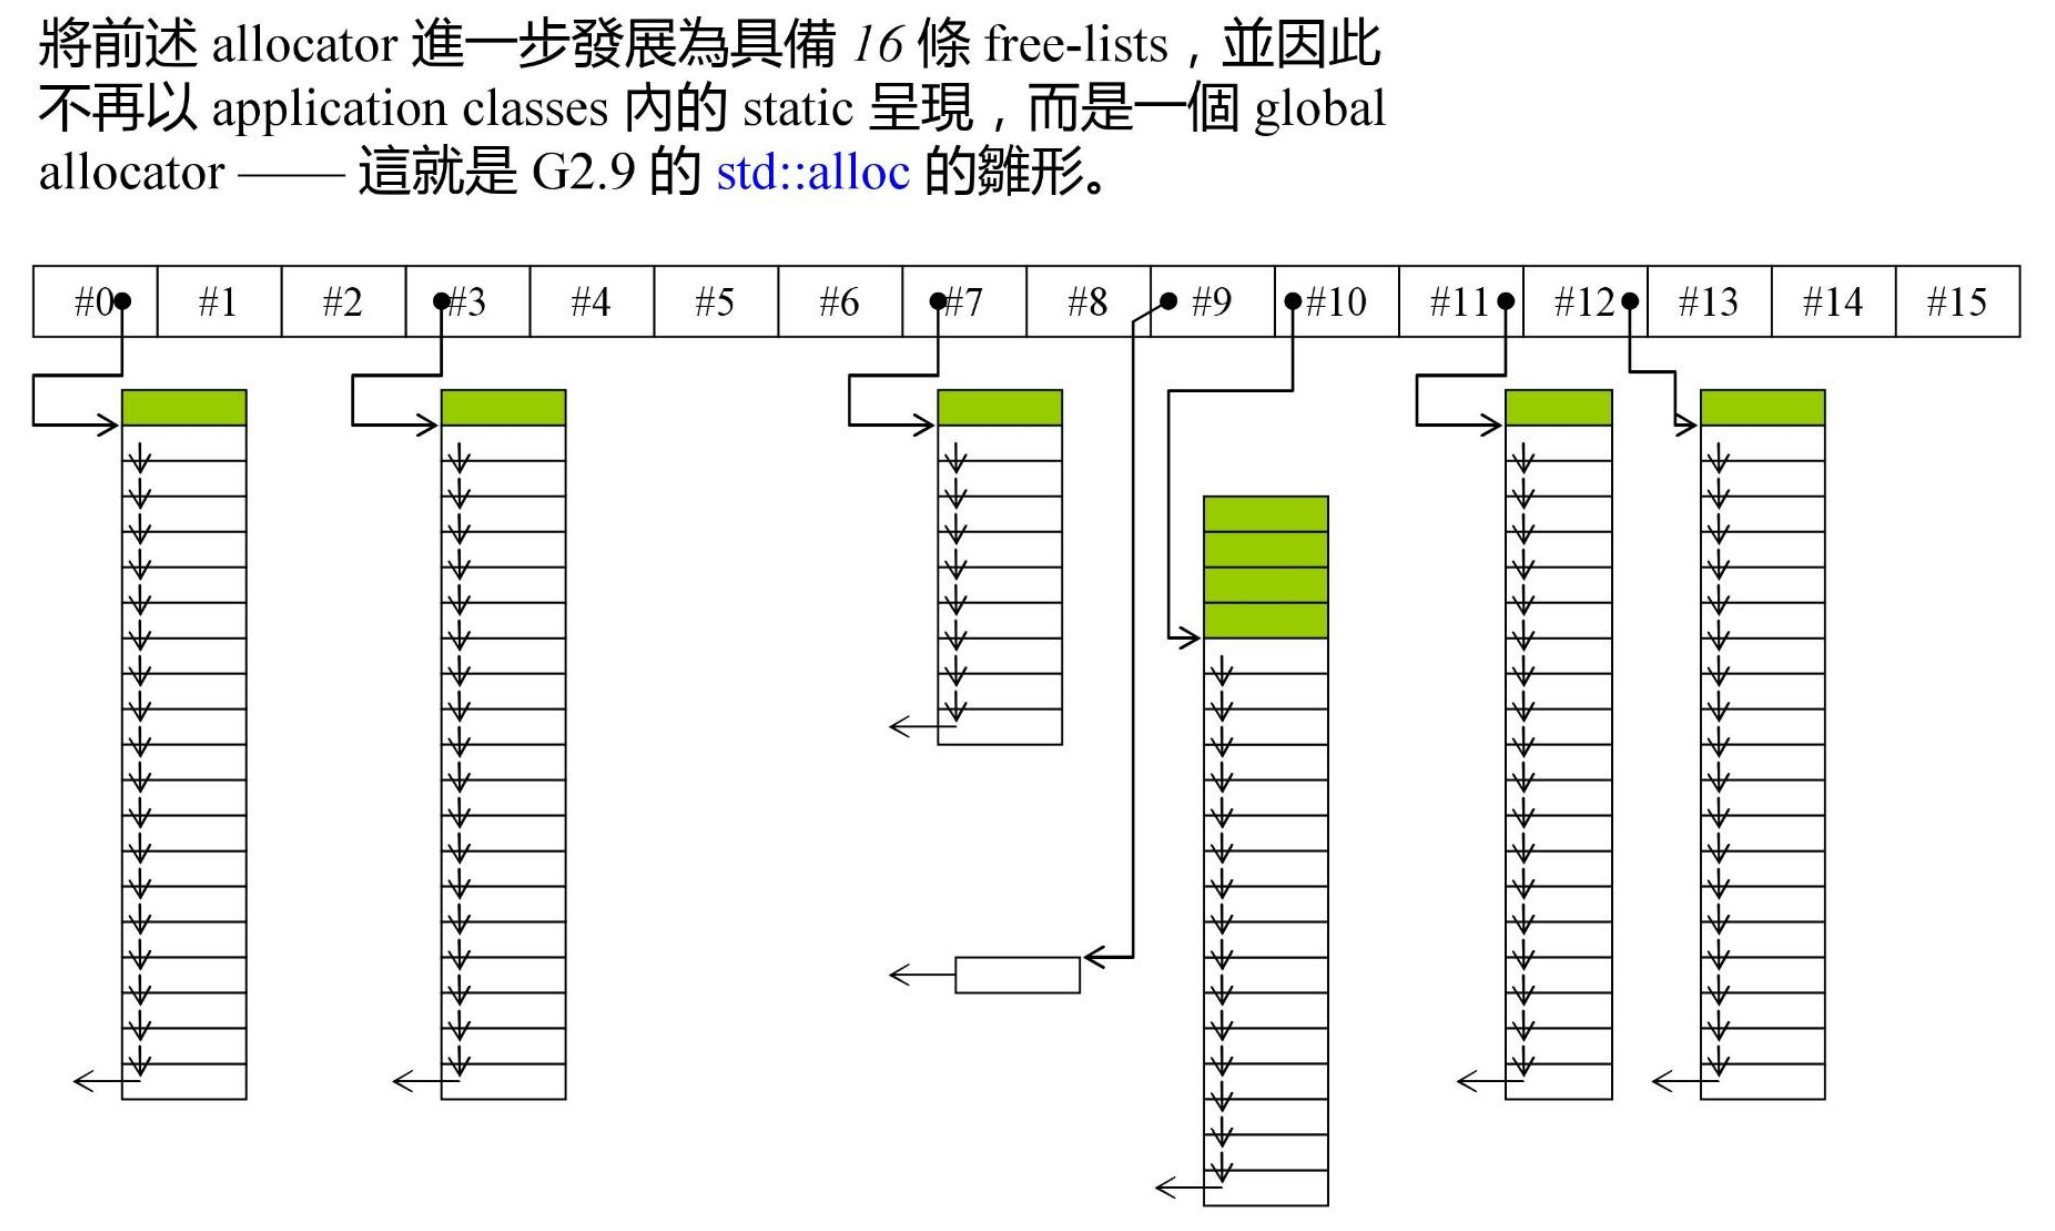 將前述 allocator 進一步發展為具備 16 條 free-lists，並因此
不再以 application classes 內的 static 呈現，而是一個 global
allocator —— 這就是 G2.9 的 std::alloc 的雛形。
#0 #1 #2 #3 #4 #5 #6 #7 #8 #9 #10 #11 #12 #13 #14 #15